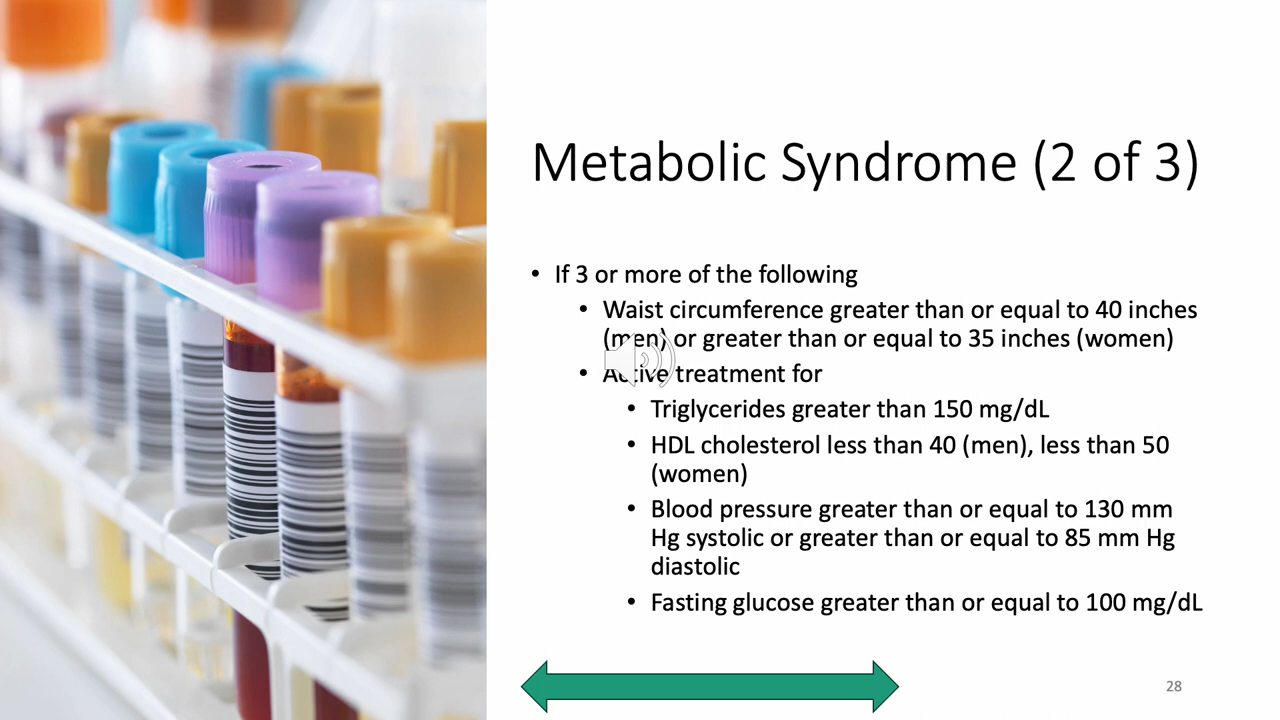 Metabolic Syndrome (2 of 3)
• If 3 or more of the following
• Waist circumference greater than or equal to 40 inches
(men) or greater than or equal to 35 inches (women)
• Active treatment for
• Triglycerides greater than 150 mg/dL
• HDL cholesterol less than 40 (men), less than 50
(women)
• Blood pressure greater than or equal to 130 mm
Hg systolic or greater than or equal to 85 mm Hg
diastolic
• Fasting glucose greater than or equal to 100 mg/dL
28